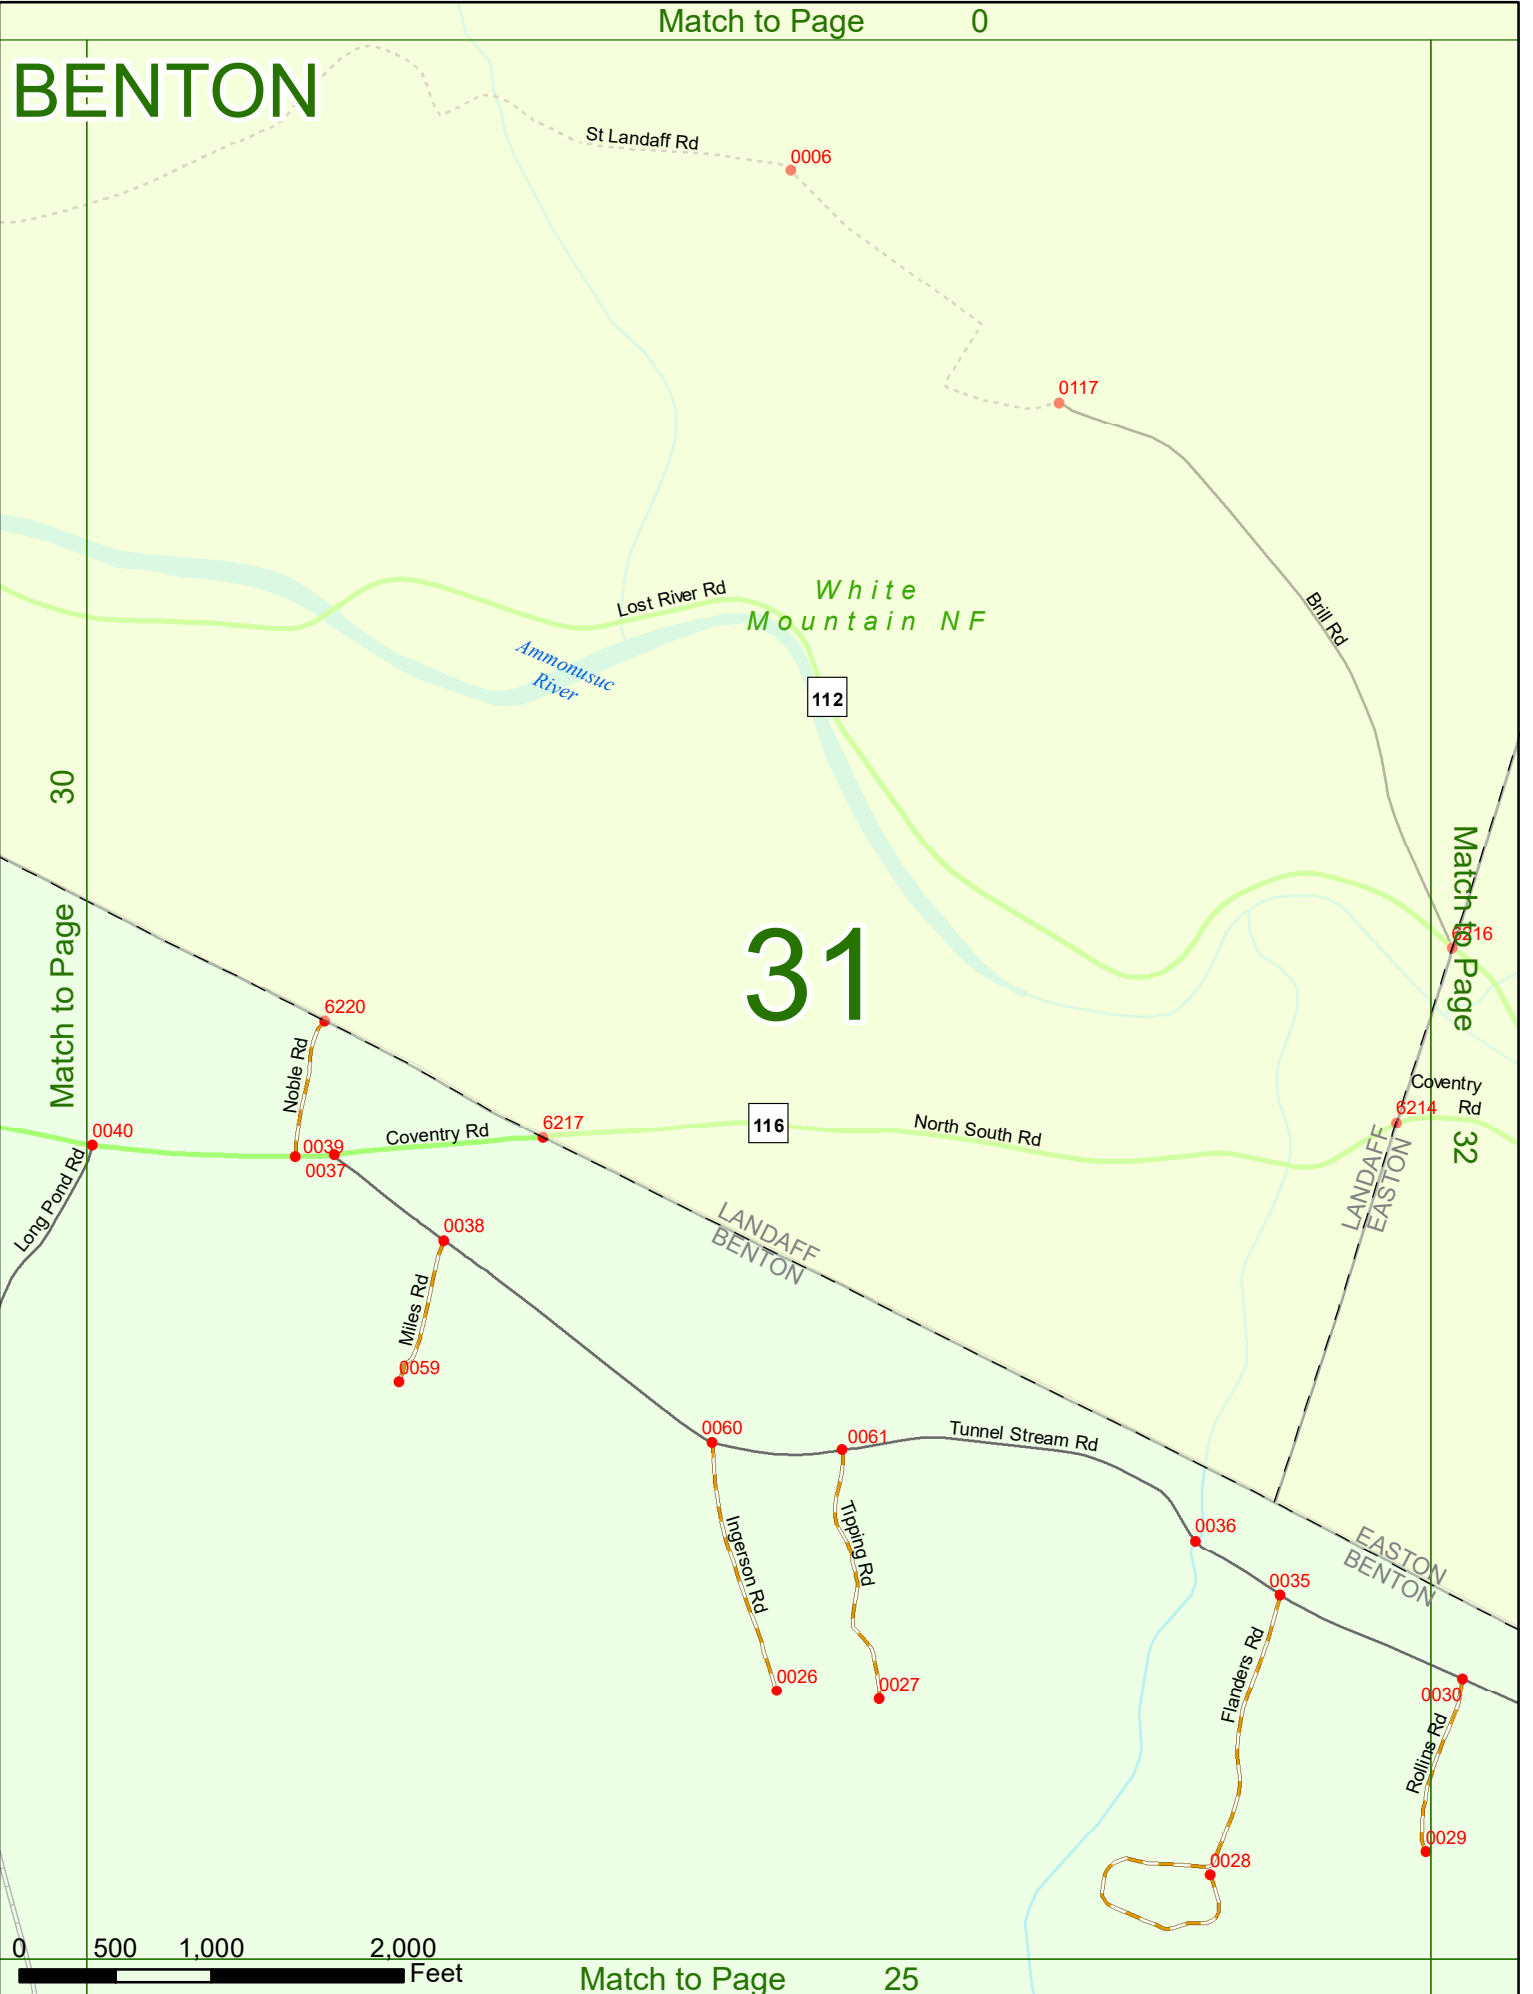 Match to Page 0
BENTON
St Landaff Rd
0006
0117
Lost River Rd
White
Mountain NF
Brill Rd
Ammonusuc
River
112
30
Match to Page
Match to Page
32
31
6216
6220
Noble Rd
Coventry
Rd
6214
6217
116
North South Rd
0040
0039
0037
Coventry Rd
Long Pond Rd
LANDAFF
EASTON
LANDAFF
BENTON
0038
Miles Rd
0059
0060
0061
Tunnel Stream Rd
Ingerson Rd
Tipping Rd
0036
EASTON
BENTON
0035
Flanders Rd
0026
0027
0030
Rollins Rd
0029
0028
0 500 1,000 2,000
Feet
Match to Page 25